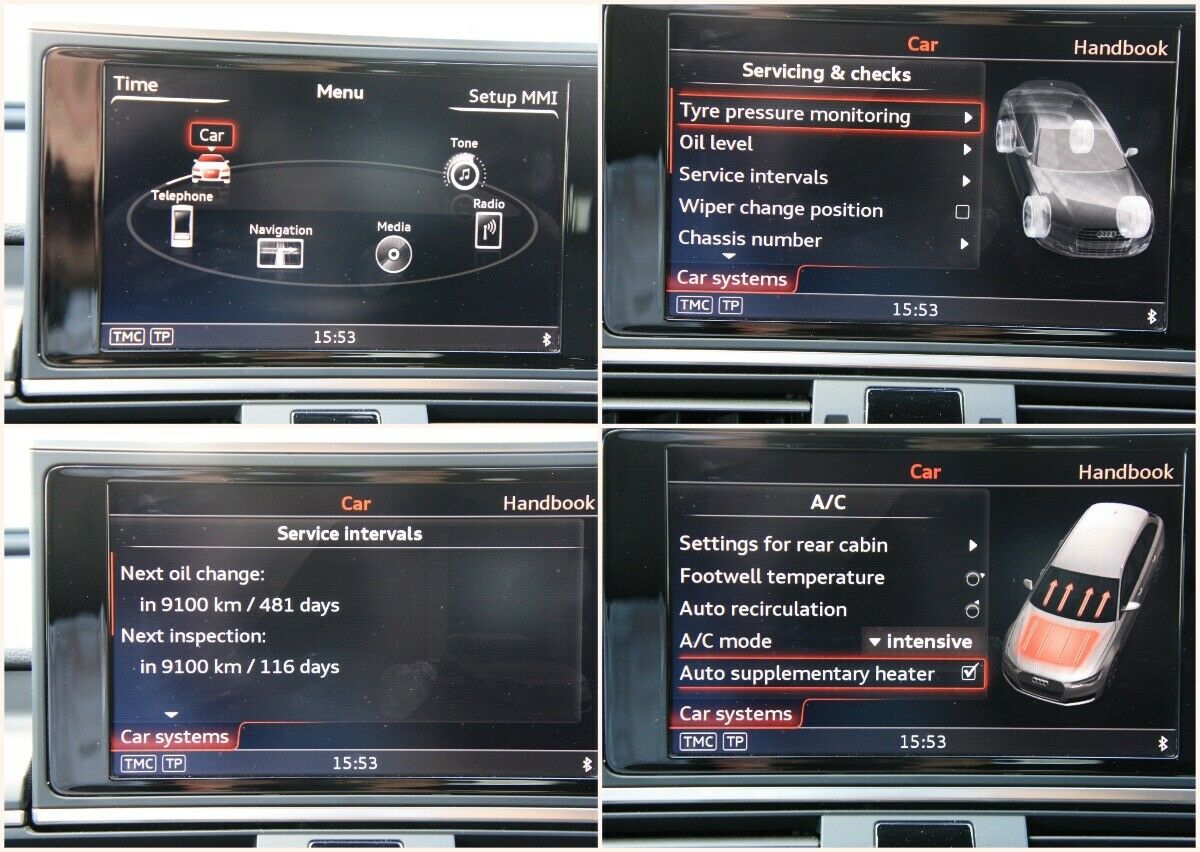 Time
Menu
Setup MMI
Car
Tone
Telephone
Radio
Navigation
Media
TMC TP 15:53
Car Handbook
Servicing & checks
Tyre pressure monitoring
Oil level
Service intervals
Wiper change position
Chassis number
Car systems
TMC TP 15:53
Car Handbook
Service intervals
Next oil change:
in 9100 km / 481 days
Next inspection:
in 9100 km / 116 days
Car systems
TMC TP 15:53
Car Handbook
A/C
Settings for rear cabin
Footwell temperature
Auto recirculation
A/C mode intensive
Auto supplementary heater
Car systems
TMC TP 15:53